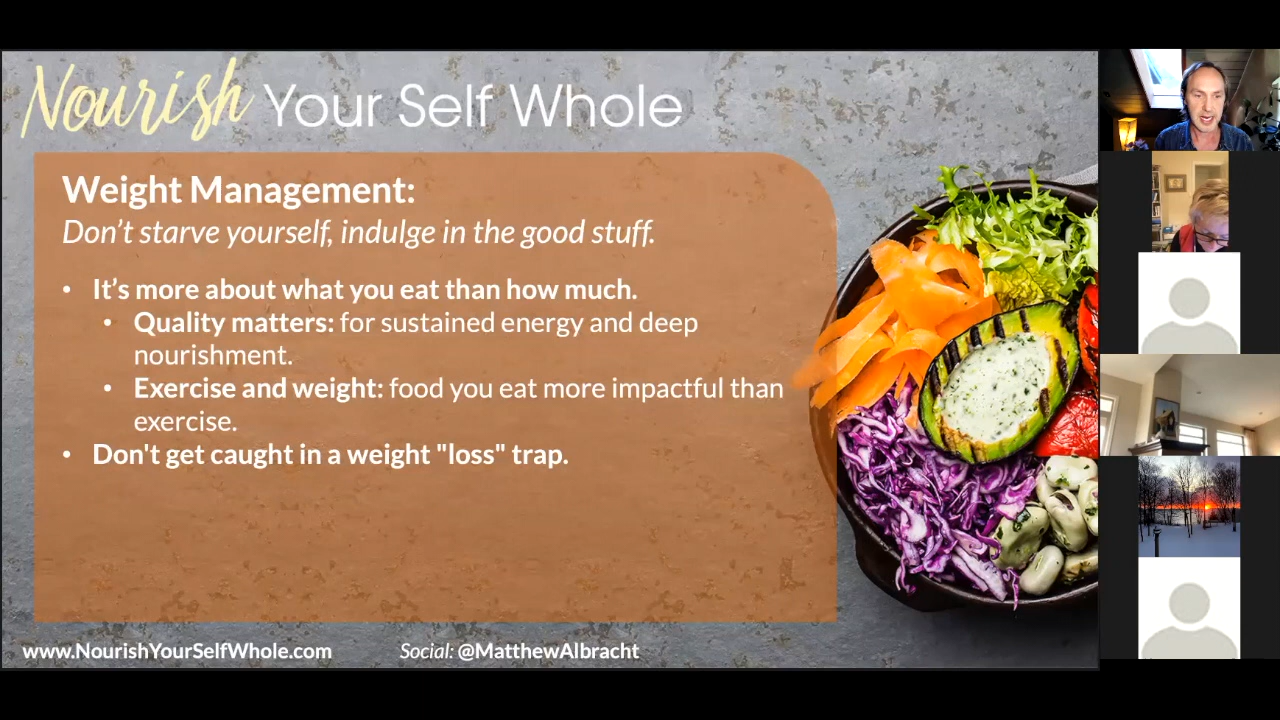 Nourish Your Self Whole
Weight Management:
Don’t starve yourself, indulge in the good stuff.
• It’s more about what you eat than how much.
• Quality matters: for sustained energy and deep
nourishment.
• Exercise and weight: food you eat more impactful than
exercise.
• Don't get caught in a weight "loss" trap.
www.NourishYourSelfWhole.com
Social: @MatthewAlbracht